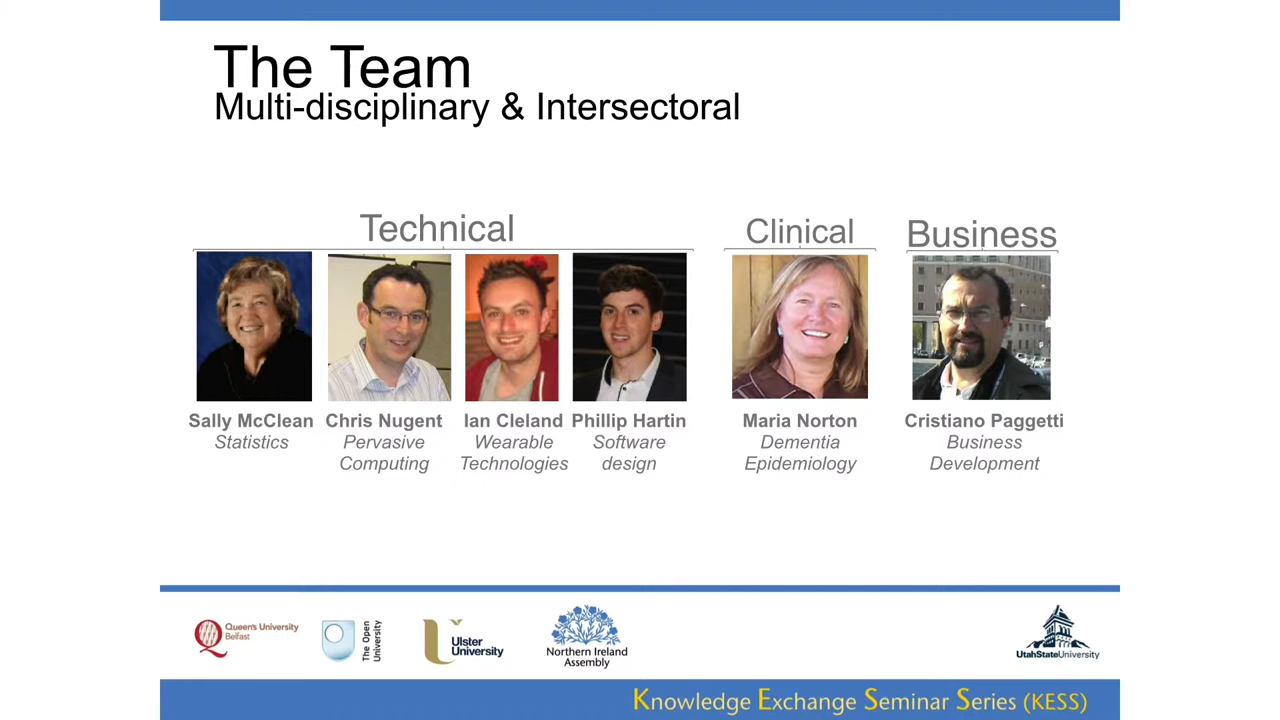 The Team
Multi-disciplinary & Intersectoral
Technical
Clinical
Business
Sally McClean
Statistics
Chris Nugent
Pervasive
Computing
Ian Cleland
Wearable
Technologies
Phillip Hartin
Software
design
Maria Norton
Dementia
Epidemiology
Cristiano Paggetti
Business
Development
Queen's University
Belfast
The Open
University
Ulster
University
Northern Ireland
Assembly
UtahStateUniversity
Knowledge Exchange Seminar Series (KESS)